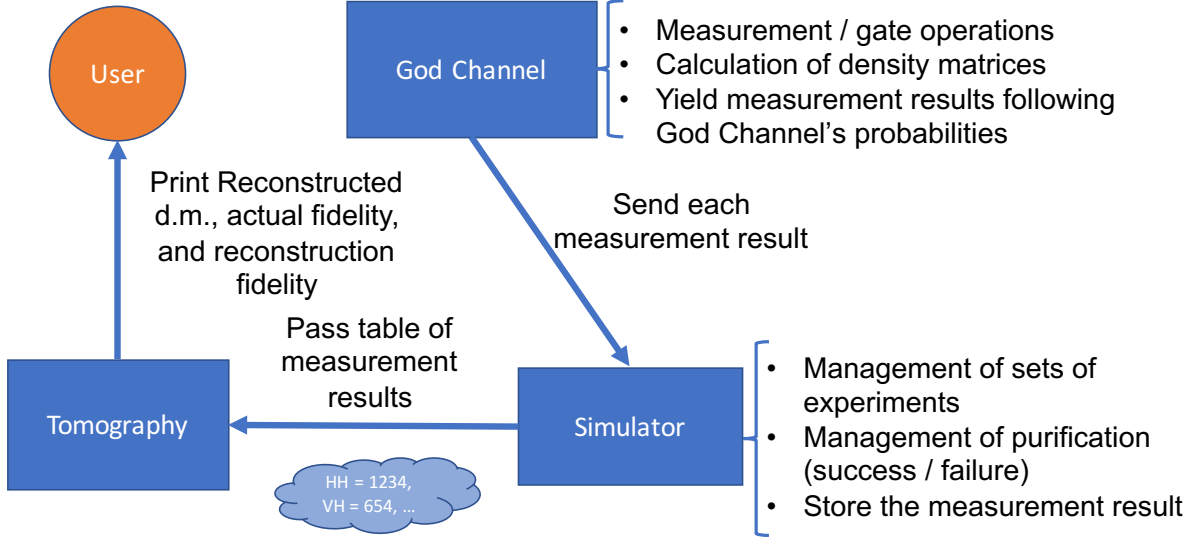 User
God Channel
• Measurement / gate operations
• Calculation of density matrices
• Yield measurement results following
God Channel's probabilities
Print Reconstructed
d.m., actual fidelity,
and reconstruction
fidelity
Send each
measurement result
Pass table of
measurement
results
Tomography
Simulator
• Management of sets of
experiments
• Management of purification
(success / failure)
• Store the measurement result
HH = 1234,
VH = 654, ...